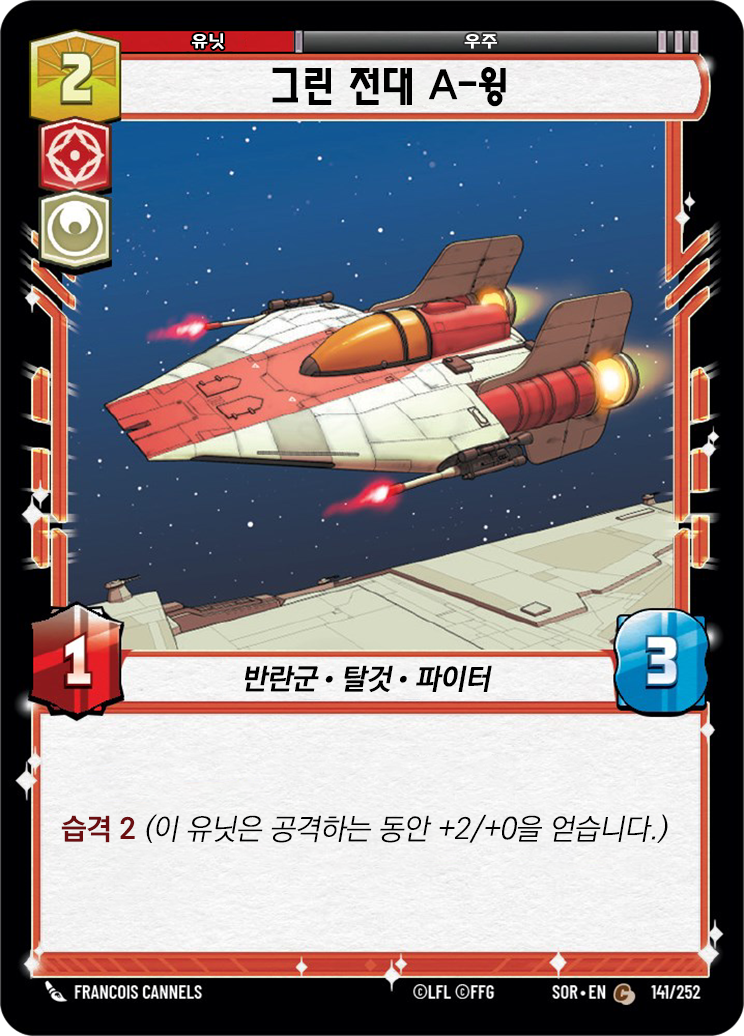 유닛
우주
2
그린 전대 A-윙
1
3
반란군 • 탈것 • 파이터
습격 2 (이 유닛은 공격하는 동안 +2/+0을 얻습니다.)
FRANCOIS CANNELS
©LFL ©FFG
SOR • EN C 141/252